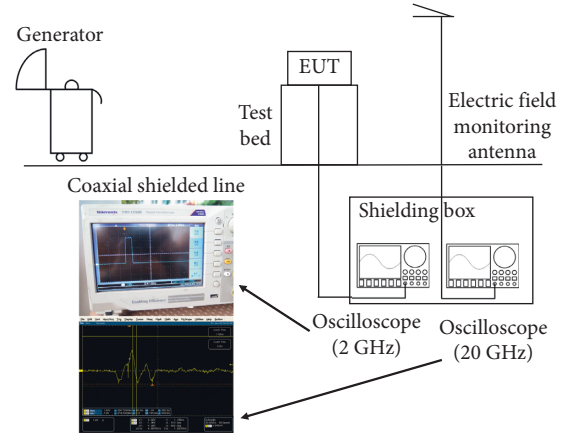 Generator
EUT
Test
bed
Electric field
monitoring
antenna
Coaxial shielded line
Shielding box
Tektronix
Oscilloscope
(2 GHz)
Oscilloscope
(20 GHz)